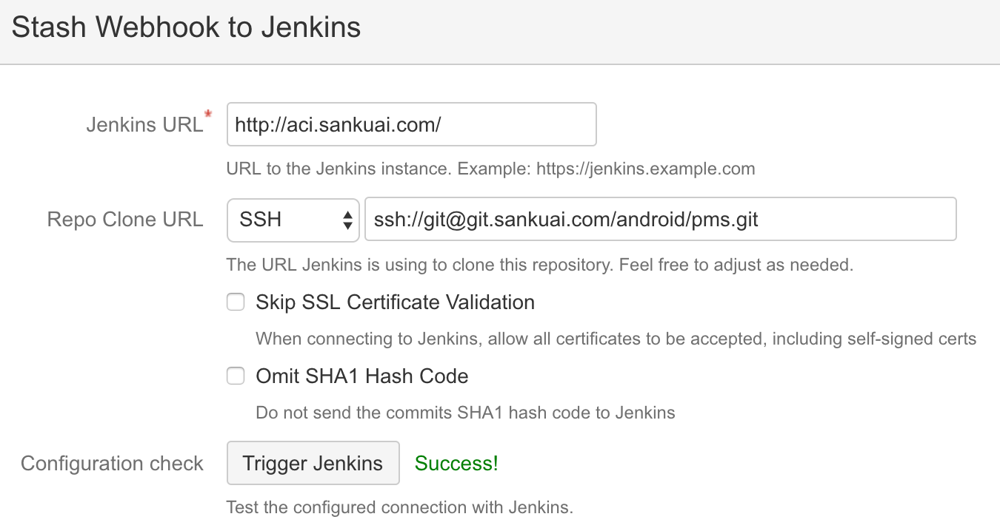 Stash Webhook to Jenkins
Jenkins URL* http://aci.sankuai.com/
URL to the Jenkins instance. Example: https://jenkins.example.com
Repo Clone URL SSH ssh://git@git.sankuai.com/android/pms.git
The URL Jenkins is using to clone this repository. Feel free to adjust as needed.
Skip SSL Certificate Validation
When connecting to Jenkins, allow all certificates to be accepted, including self-signed certs
Omit SHA1 Hash Code
Do not send the commits SHA1 hash code to Jenkins
Configuration check Trigger Jenkins Success!
Test the configured connection with Jenkins.